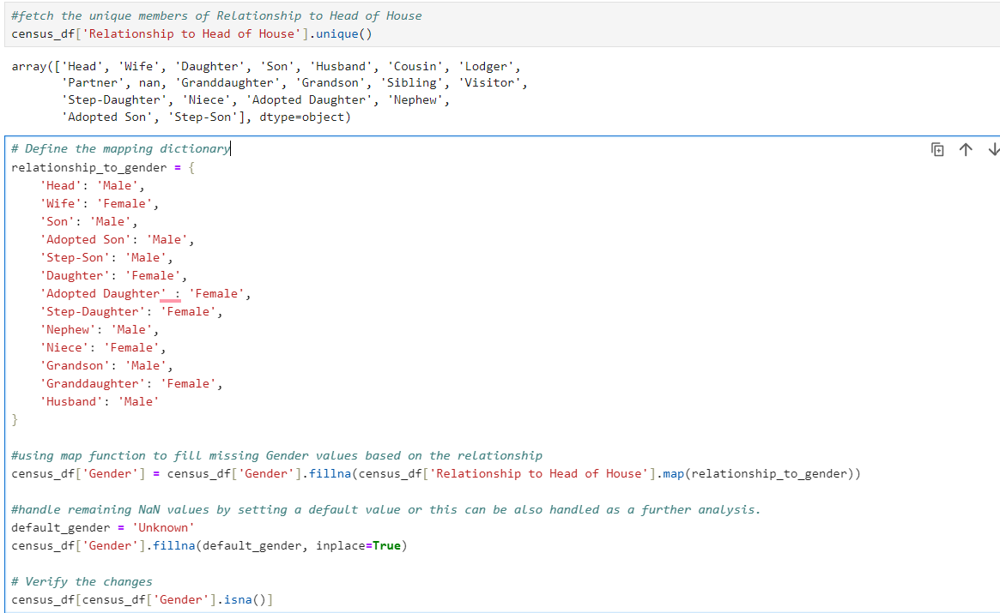 #fetch the unique members of Relationship to Head of House
census_df['Relationship to Head of House'].unique()
array(['Head', 'Wife', 'Daughter', 'Son', 'Husband', 'Cousin', 'Lodger',
       'Partner', nan, 'Granddaughter', 'Grandson', 'Sibling', 'Visitor',
       'Step-Daughter', 'Niece', 'Adopted Daughter', 'Nephew',
       'Adopted Son', 'Step-Son'], dtype=object)
# Define the mapping dictionary
relationship_to_gender = {
    'Head': 'Male',
    'Wife': 'Female',
    'Son': 'Male',
    'Adopted Son': 'Male',
    'Step-Son': 'Male',
    'Daughter': 'Female',
    'Adopted Daughter' : 'Female',
    'Step-Daughter': 'Female',
    'Nephew': 'Male',
    'Niece': 'Female',
    'Grandson': 'Male',
    'Granddaughter': 'Female',
    'Husband': 'Male'
}
#using map function to fill missing Gender values based on the relationship
census_df['Gender'] = census_df['Gender'].fillna(census_df['Relationship to Head of House'].map(relationship_to_gender))
#handle remaining NaN values by setting a default value or this can be also handled as a further analysis.
default_gender = 'Unknown'
census_df['Gender'].fillna(default_gender, inplace=True)
# Verify the changes
census_df[census_df['Gender'].isna()]